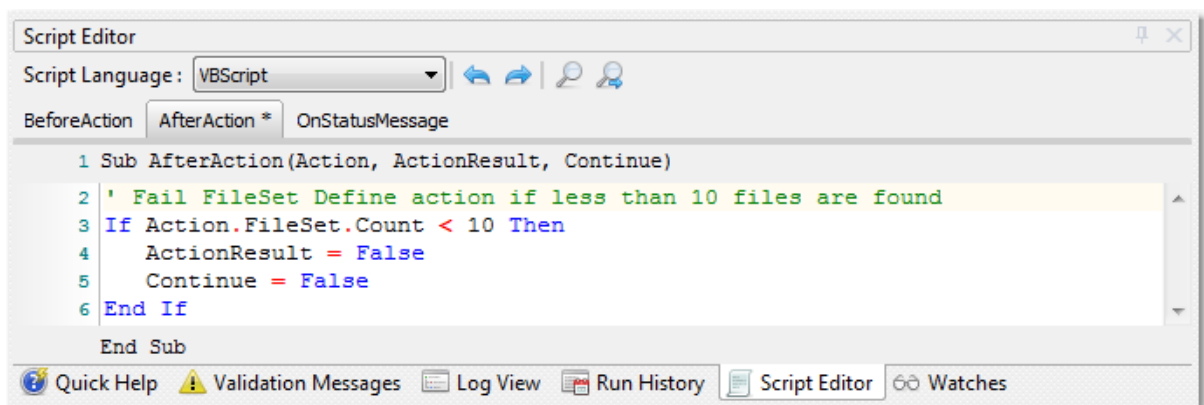 Script Editor
Script Language: VBScript
BeforeAction AfterAction * OnStatusMessage
1 Sub AfterAction(Action, ActionResult, Continue)
2 ' Fail FileSet Define action if less than 10 files are found
3 If Action.FileSet.Count < 10 Then
4 ActionResult = False
5 Continue = False
6 End If
End Sub
Quick Help Validation Messages Log View Run History Script Editor Watches